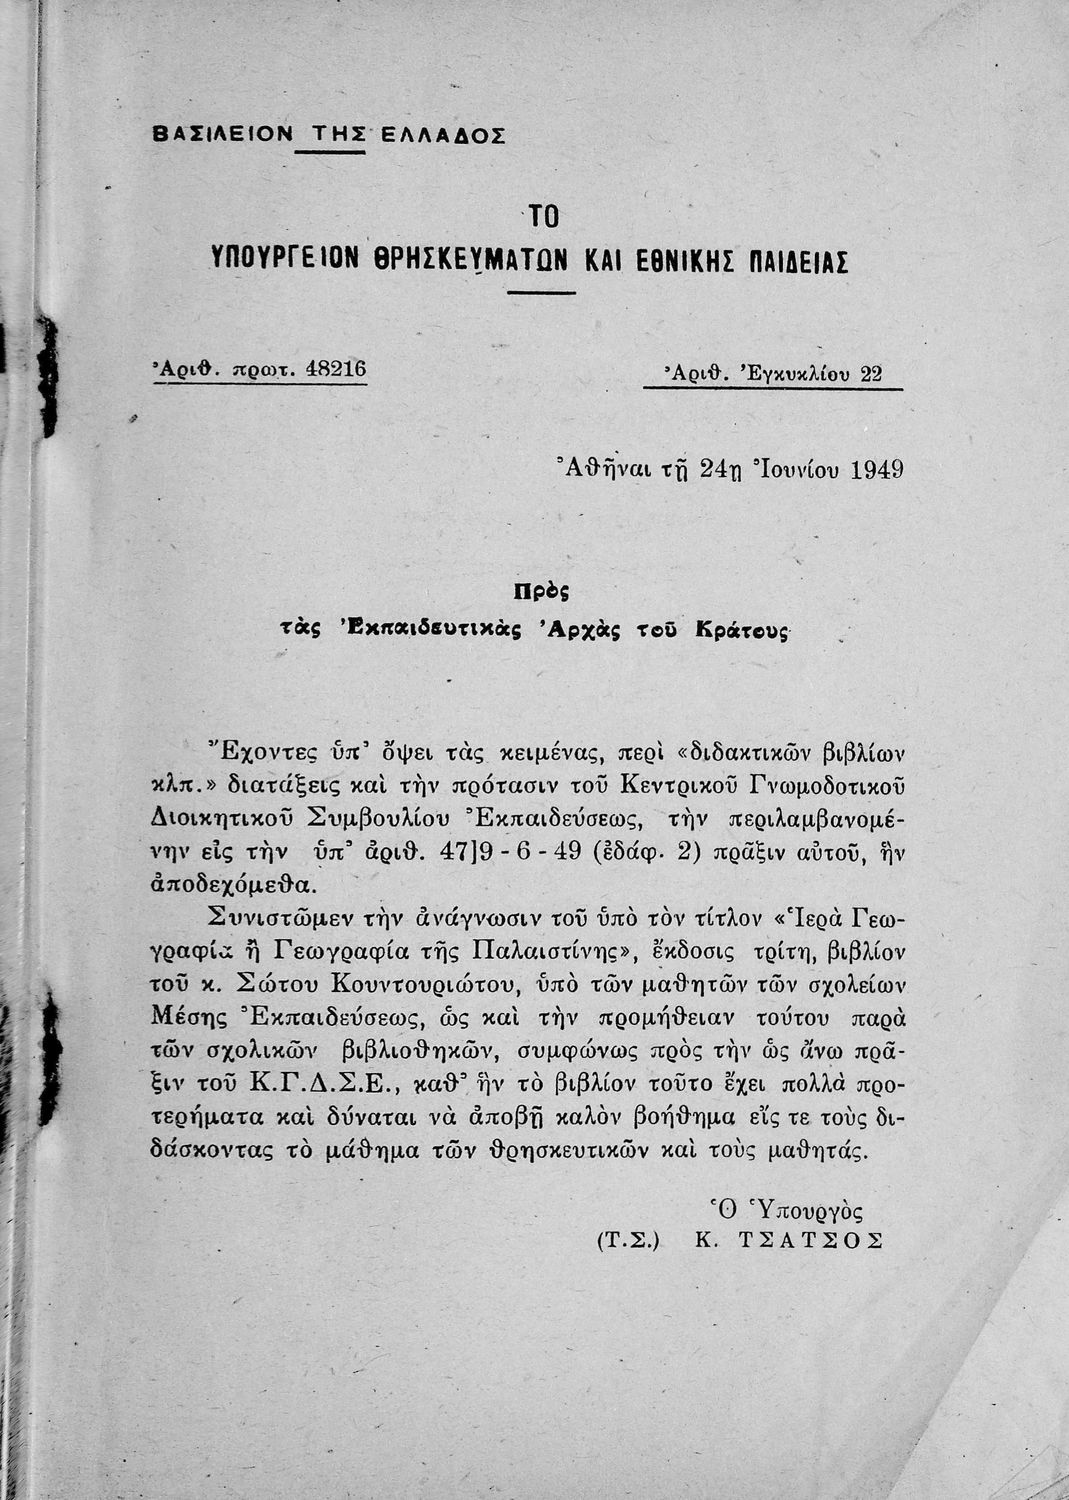 ΒΑΣΙΛΕΙΟΝ ΤΗΣ ΕΛΛΑΔΟΣ
ΤΟ
ΥΠΟΥΡΓΕΙΟΝ ΘΡΗΣΚΕΥΜΑΤΩΝ ΚΑΙ ΕΘΝΙΚΗΣ ΠΑΙΔΕΙΑΣ
Ἀριθ. πρωτ. 48216
Ἀριθ. Ἐγκυκλίου 22
Ἀθῆναι τῇ 24ῃ Ἰουνίου 1949
Πρὸς
τὰς Ἐκπαιδευτικὰς Ἀρχὰς τοῦ Κράτους
Ἔχοντες ὑπ' ὄψει τὰς κειμένας, περὶ «διδακτικῶν βιβλίων
κλπ.» διατάξεις καὶ τὴν πρότασιν τοῦ Κεντρικοῦ Γνωμοδοτικοῦ
Διοικητικοῦ Συμβουλίου Ἐκπαιδεύσεως, τὴν περιλαμβανομέ-
νην εἰς τὴν ὑπ' ἀριθ. 47]9 - 6 - 49 (ἐδάφ. 2) πρᾶξιν αὐτοῦ, ἣν
ἀποδεχόμεθα.
Συνιστῶμεν τὴν ἀνάγνωσιν τοῦ ὑπὸ τὸν τίτλον «Ἱερὰ Γεω-
γραφία ἢ Γεωγραφία τῆς Παλαιστίνης», ἔκδοσις τρίτη, βιβλίον
τοῦ κ. Σώτου Κουντουριώτου, ὑπὸ τῶν μαθητῶν τῶν σχολείων
Μέσης Ἐκπαιδεύσεως, ὡς καὶ τὴν προμήθειαν τούτου παρὰ
τῶν σχολικῶν βιβλιοθηκῶν, συμφώνως πρὸς τὴν ὡς ἄνω πρᾶ-
ξιν τοῦ Κ.Γ.Δ.Σ.Ε., καθ' ἣν τὸ βιβλίον τοῦτο ἔχει πολλὰ προ-
τερήματα καὶ δύναται νὰ ἀποβῇ καλὸν βοήθημα εἴς τε τοὺς δι-
δάσκοντας τὸ μάθημα τῶν θρησκευτικῶν καὶ τοὺς μαθητάς.
Ὁ Ὑπουργὸς
(Τ.Σ.) Κ. ΤΣΑΤΣΟΣ